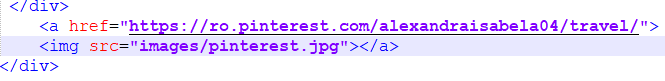 </div>
<a href="https://ro.pinterest.com/alexandraisabela04/travel/">
<img src="images/pinterest.jpg"></a>
</div>